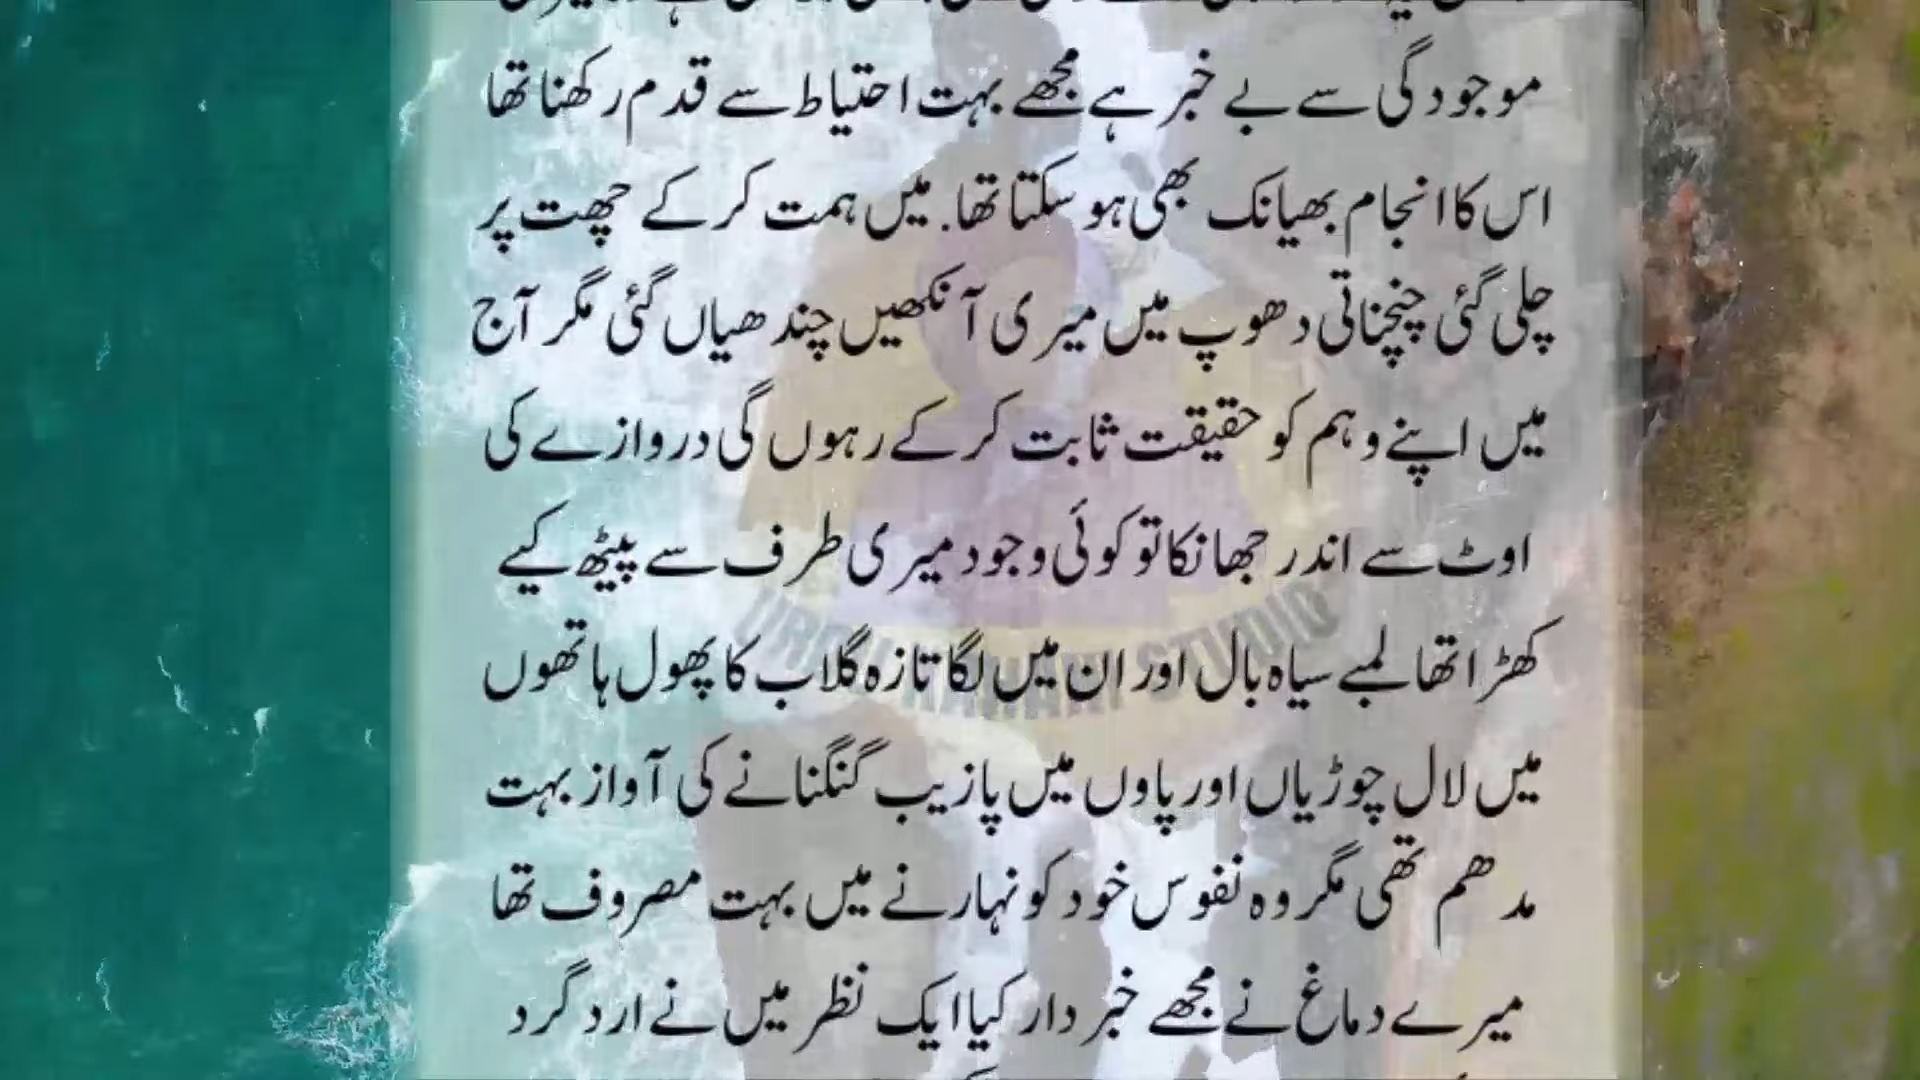 موجودگی سے بے خبر ہے مجھے بہت احتیاط سے قدم رکھنا تھا
اس کا انجام بھیانک بھی ہو سکتا تھا. میں ہمت کر کے چھت پر
چلی گئی چنچناتی دھوپ میں میری آنکھیں چندھیاں گئی مگر آج
میں اپنے وہم کو حقیقت ثابت کر کے رہوں گی دروازے کی
اوٹ سے اندر جھانکا تو کوئی وجود میری طرف سے پیٹھ کیے
کھڑا تھا لمبے سیاہ بال اور ان میں لگا تازہ گلاب کا پھول ہاتھوں
میں لال چوڑیاں اور پاوں میں پازیب گنگنانے کی آواز بہت
مدھم تھی مگر وہ نفوس خود کو نہارنے میں بہت مصروف تھا
میرے دماغ نے مجھے خبردار کیا ایک نظر میں نے ارد گرد
URDU KAHANI STUDIO